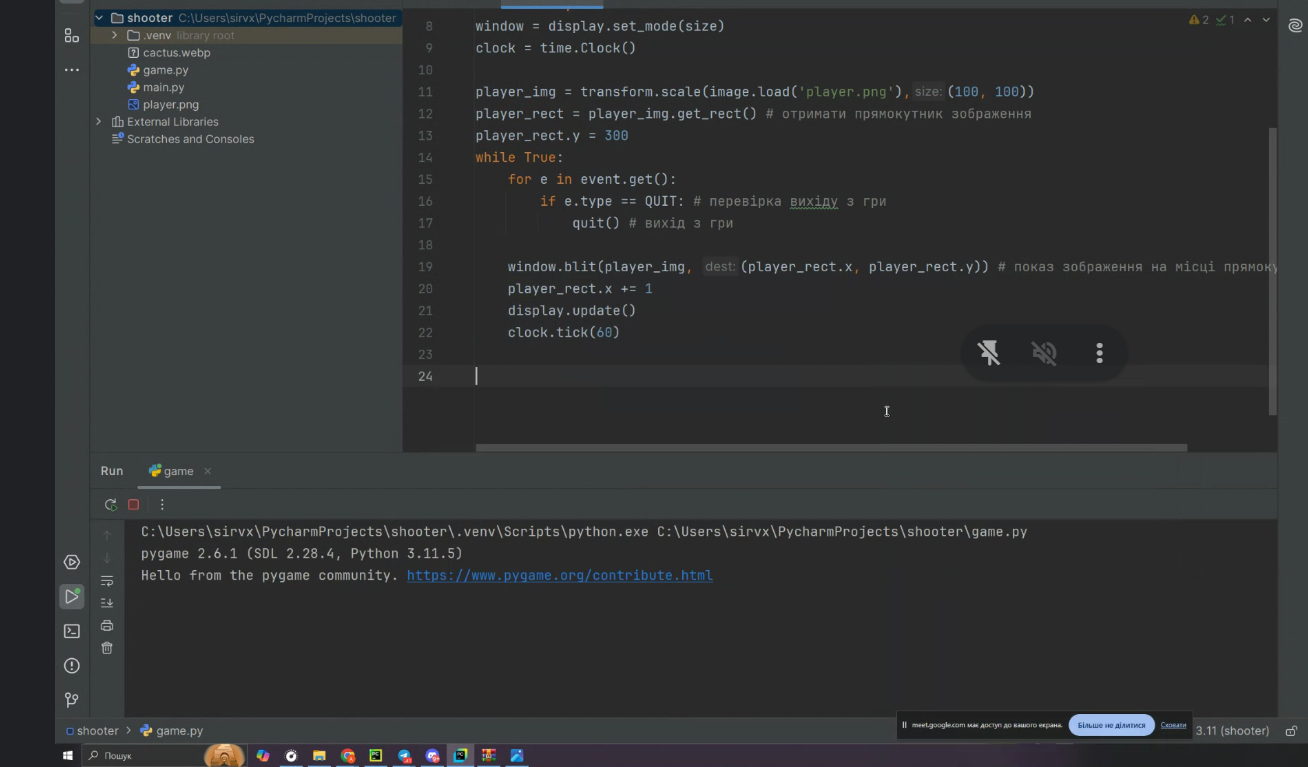 shooter C:\Users\sirvx\PycharmProjects\shooter
.venv library root
cactus.webp
game.py
main.py
player.png
External Libraries
Scratches and Consoles
2 1
8 window = display.set_mode(size)
9 clock = time.Clock()
10
11 player_img = transform.scale(image.load('player.png'), size: (100, 100))
12 player_rect = player_img.get_rect() # отримати прямокутник зображення
13 player_rect.y = 300
14 while True:
15 for e in event.get():
16 if e.type == QUIT: # перевірка вихіду з гри
17 quit() # вихід з гри
18
19 window.blit(player_img, dest: (player_rect.x, player_rect.y)) # показ зображення на місці прямоку
20 player_rect.x += 1
21 display.update()
22 clock.tick(60)
23
24
Run game
C:\Users\sirvx\PycharmProjects\shooter\.venv\Scripts\python.exe C:\Users\sirvx\PycharmProjects\shooter\game.py
pygame 2.6.1 (SDL 2.28.4, Python 3.11.5)
Hello from the pygame community. https://www.pygame.org/contribute.html
meet.google.com має доступ до вашого екрана. Більше не ділитися Сховати
shooter > game.py
3.11 (shooter)
Пошук